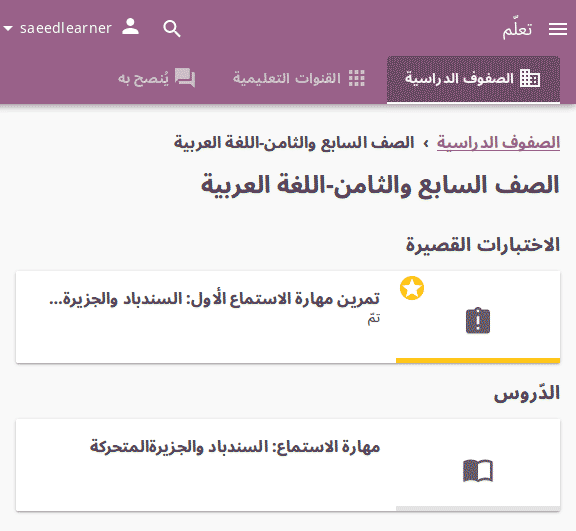 تعلّم
saeedlearner
الصفوف الدراسية
القنوات التعليمية
يُنصح به
الصفوف الدراسية › الصف السابع والثامن-اللغة العربية
الصف السابع والثامن-اللغة العربية
الاختبارات القصيرة
تمرين مهارة الاستماع الأول: السندباد والجزيرة...
تمّ
الدّروس
مهارة الاستماع: السندباد والجزيرةالمتحركة